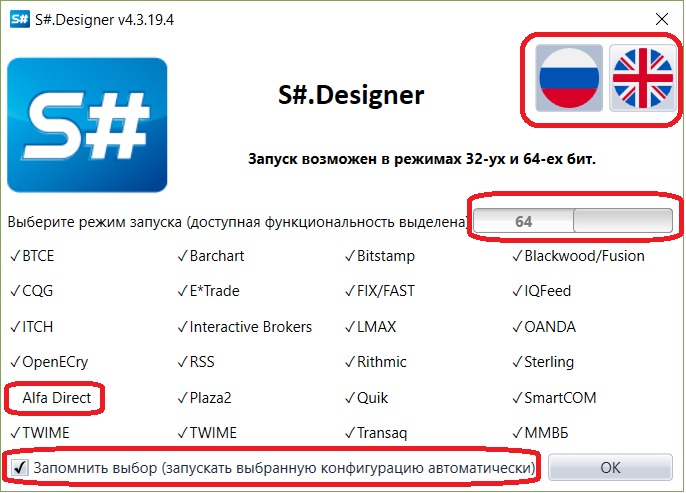 S# S#.Designer v4.3.19.4
S#
S#.Designer
Запуск возможен в режимах 32-ух и 64-ех бит.
Выберите режим запуска (доступная функциональность выделена) 64
✓BTCE ✓Barchart ✓Bitstamp ✓Blackwood/Fusion
✓CQG ✓E*Trade ✓FIX/FAST ✓IQFeed
✓ITCH ✓Interactive Brokers ✓LMAX ✓OANDA
✓OpenECry ✓RSS ✓Rithmic ✓Sterling
Alfa Direct ✓Plaza2 ✓Quik ✓SmartCOM
✓TWIME ✓TWIME ✓Transaq ✓ММВБ
✓ Запомнить выбор (запускать выбранную конфигурацию автоматически) OK